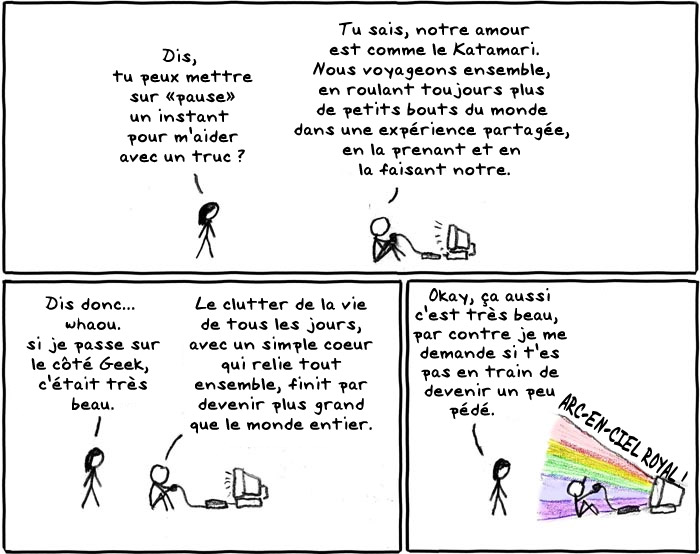 Dis,
tu peux mettre
sur «pause»
un instant
pour m'aider
avec un truc ?
Tu sais, notre amour
est comme le Katamari.
Nous voyageons ensemble,
en roulant toujours plus
de petits bouts du monde
dans une expérience partagée,
en la prenant et en
la faisant notre.
Dis donc...
whaou.
si je passe sur
le côté Geek,
c'était très
beau.
Le clutter de la vie
de tous les jours,
avec un simple coeur
qui relie tout
ensemble, finit par
devenir plus grand
que le monde entier.
Okay, ça aussi
c'est très beau,
par contre je me
demande si t'es
pas en train de
devenir un peu
pédé.
ARC-EN-CIEL ROYAL !